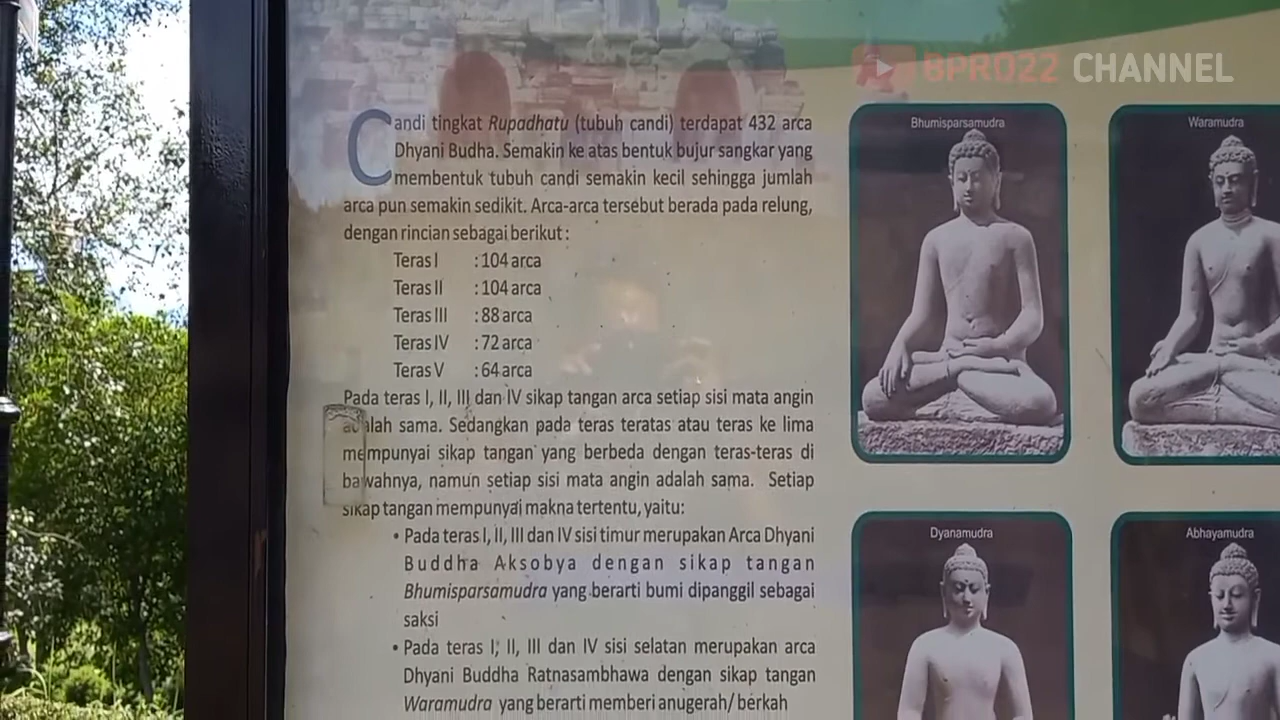 BPRO22 CHANNEL
Candi tingkat Rupadhatu (tubuh candi) terdapat 432 arca
Dhyani Budha. Semakin ke atas bentuk bujur sangkar yang
membentuk tubuh candi semakin kecil sehingga jumlah
arca pun semakin sedikit. Arca-arca tersebut berada pada relung,
dengan rincian sebagai berikut :
Teras I : 104 arca
Teras II : 104 arca
Teras III : 88 arca
Teras IV : 72 arca
Teras V : 64 arca
Pada teras I, II, III dan IV sikap tangan arca setiap sisi mata angin
adalah sama. Sedangkan pada teras teratas atau teras ke lima
mempunyai sikap tangan yang berbeda dengan teras-teras di
bawahnya, namun setiap sisi mata angin adalah sama. Setiap
sikap tangan mempunyai makna tertentu, yaitu:
• Pada teras I, II, III dan IV sisi timur merupakan Arca Dhyani
Buddha Aksobya dengan sikap tangan
Bhumisparsamudra yang berarti bumi dipanggil sebagai
saksi
• Pada teras I, II, III dan IV sisi selatan merupakan arca
Dhyani Buddha Ratnasambhawa dengan sikap tangan
Waramudra yang berarti memberi anugerah/ berkah
Bhumisparsamudra
Waramudra
Dyanamudra
Abhayamudra